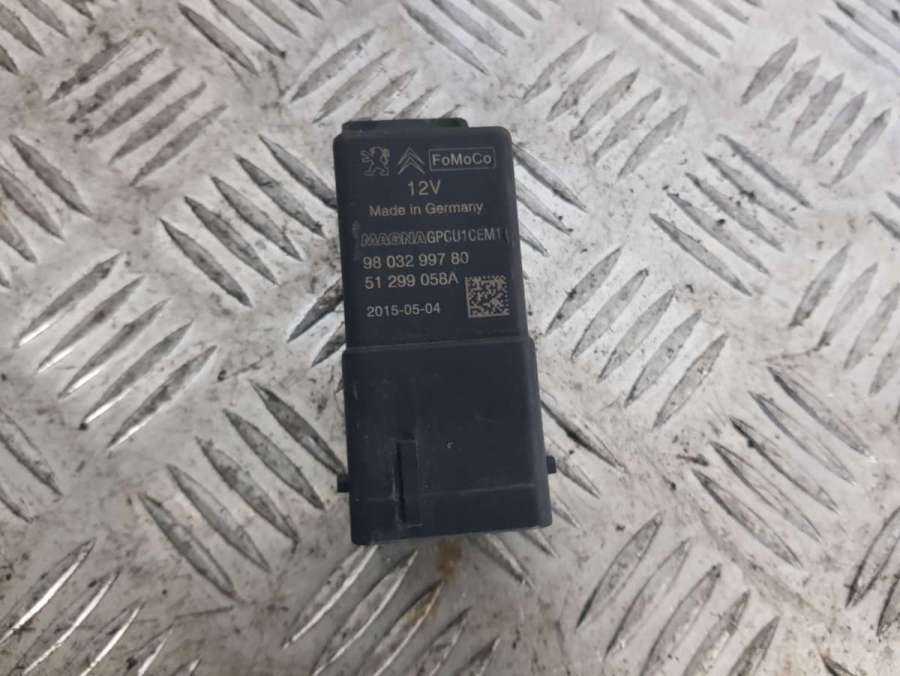 FoMoCo
12V
Made in Germany
MAGNA GPCU1CEM1
98 032 997 80
51 299 058A
2015-05-04